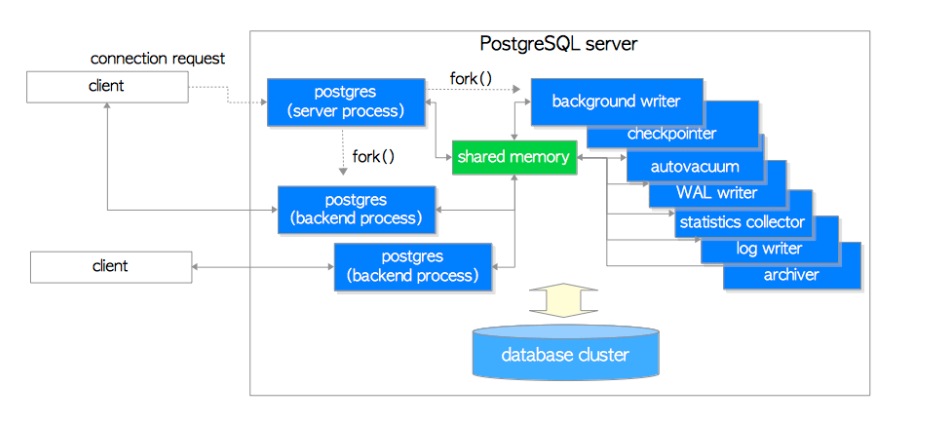 PostgreSQL server
connection request
client
postgres
(server process)
fork()
background writer
checkpointer
fork()
shared memory
autovacuum
WAL writer
postgres
(backend process)
statistics collector
log writer
client
postgres
(backend process)
archiver
database cluster